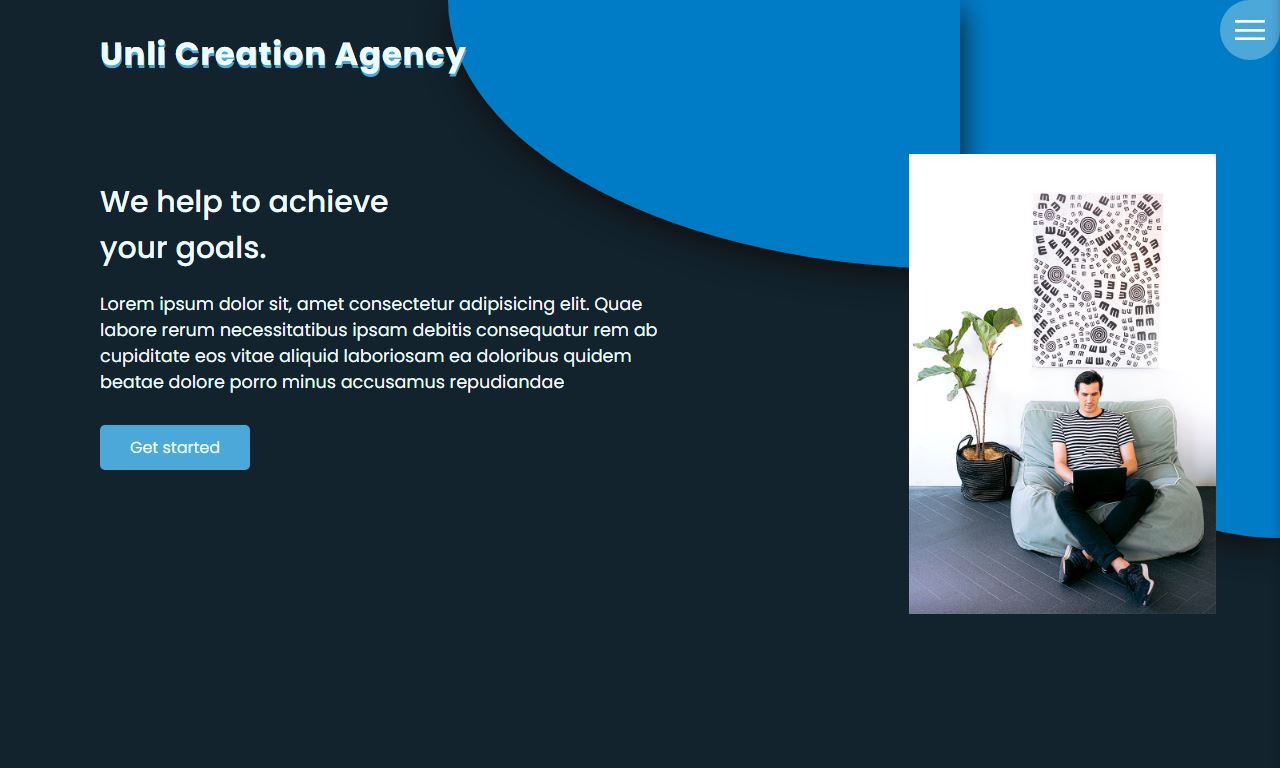 Unli Creation Agency
We help to achieve
your goals.
Lorem ipsum dolor sit, amet consectetur adipisicing elit. Quae
labore rerum necessitatibus ipsam debitis consequatur rem ab
cupiditate eos vitae aliquid laboriosam ea doloribus quidem
beatae dolore porro minus accusamus repudiandae
Get started